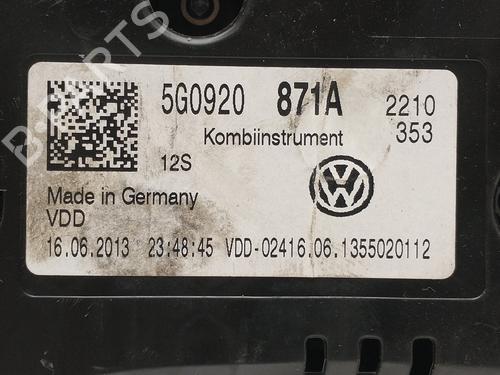 B-PARTS
5G0920 871A 2210
Kombiinstrument 353
12S
Made in Germany
VDD
16.06.2013 23:48:45 VDD-02416.06.1355020112